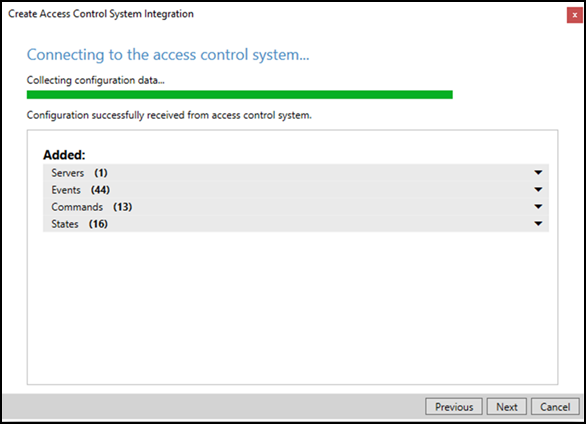 Create Access Control System Integration
x
Connecting to the access control system...
Collecting configuration data...
Configuration successfully received from access control system.
Added:
Servers (1)
Events (44)
Commands (13)
States (16)
Previous Next Cancel